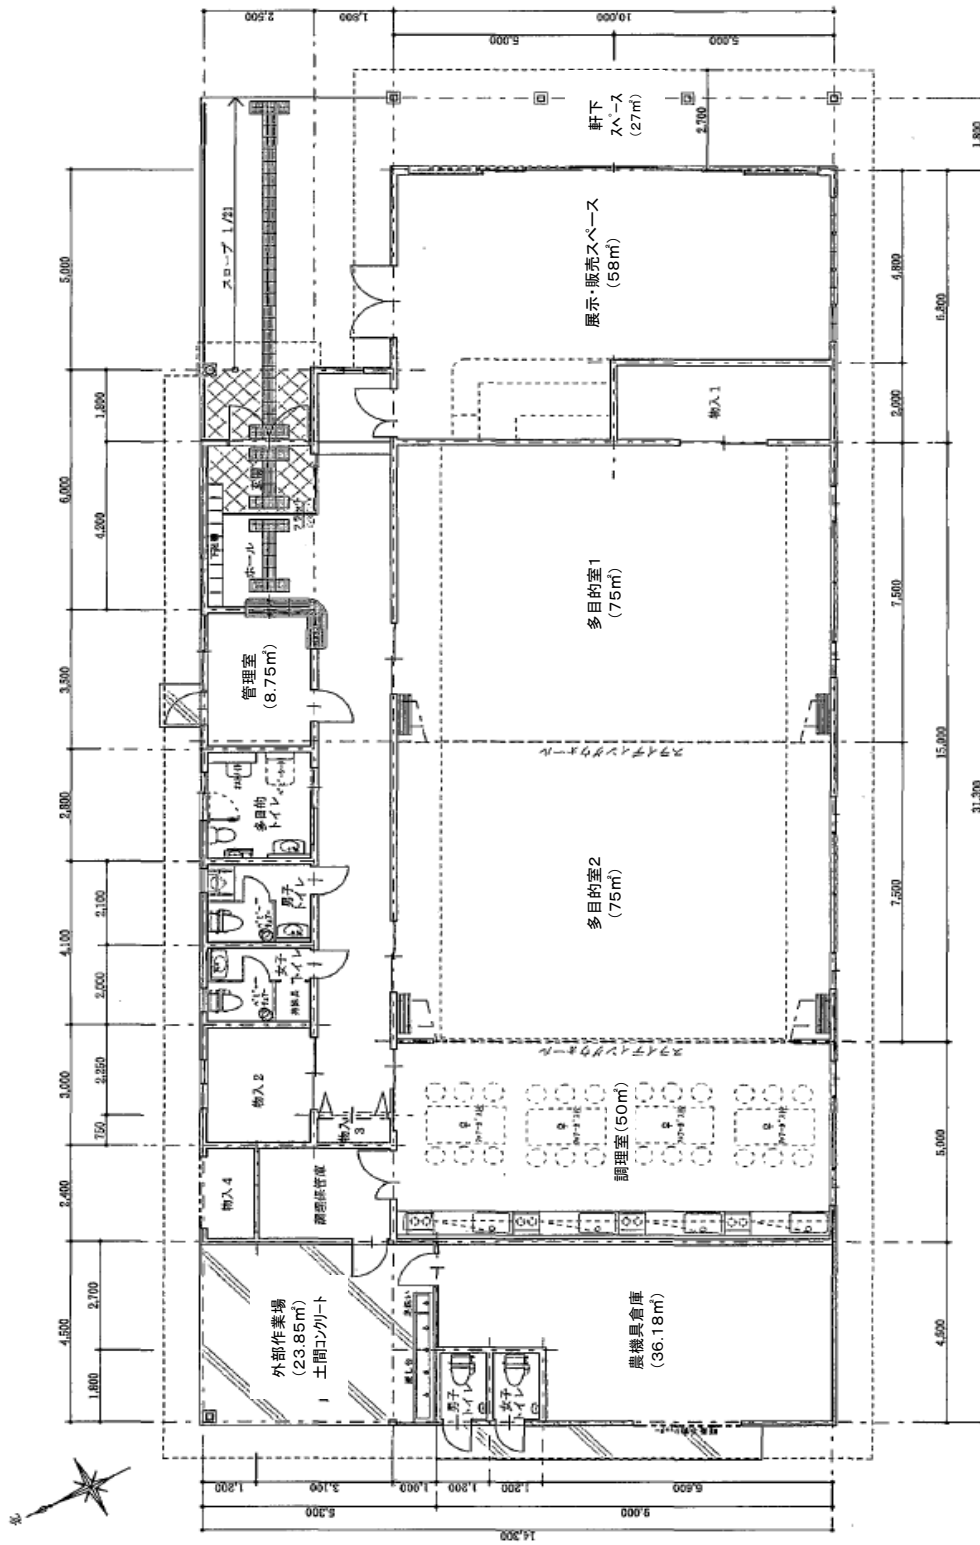 2,500
1,800
10,000
5,000
5,000
軒下
スペース
(27㎡)
2,700
1,800
スロープ 1/21
5,000
展示・販売スペース
(58㎡)
4,800
6,800
1,800
物入1
2,000
玄関
6,000
4,200
ホール
多目的室1
(75㎡)
7,500
管理室
(8.75㎡)
3,500
スライディングウォール
15,000
31,300
多目的
トイレ
2,800
多目的室2
(75㎡)
7,500
男子
トイレ
2,100
4,100
女子
トイレ
2,000
スライディングウォール
物入2
2,250
3,000
物入
3
750
調理室(50㎡)
5,000
物入4
調理保管庫
2,400
外部作業場
(23.85㎡)
土間コンクリート
2,700
4,500
1,800
農機具倉庫
(36.18㎡)
4,500
男子
トイレ
女子
トイレ
北
1,200
3,100
1,000
1,200
1,200
6,600
5,300
9,000
14,300